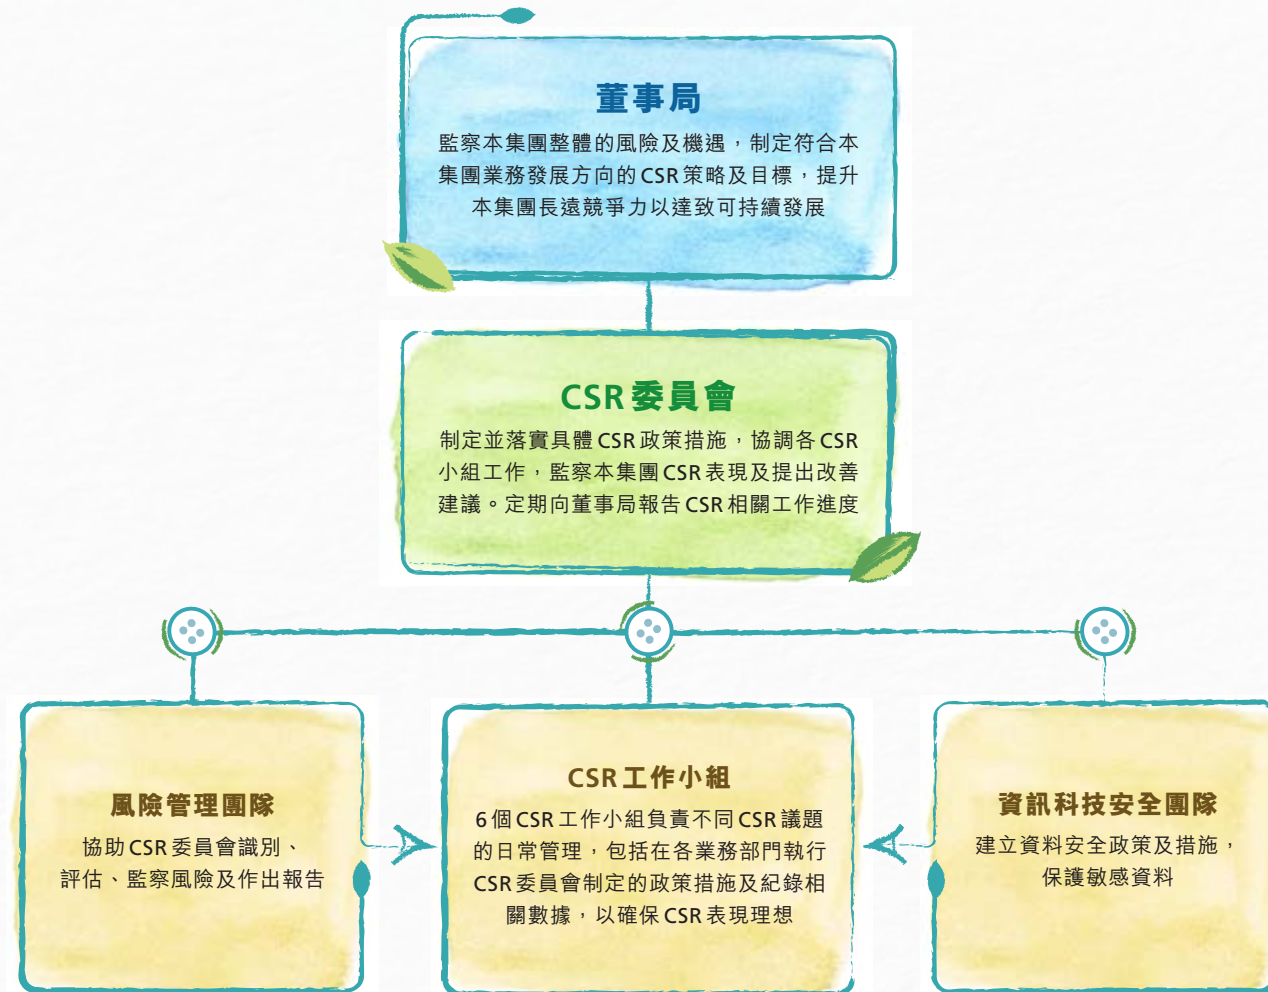 董事局
監察本集團整體的風險及機遇，制定符合本
集團業務發展方向的CSR策略及目標，提升
本集團長遠競爭力以達致可持續發展
CSR委員會
制定並落實具體CSR政策措施，協調各CSR
小組工作，監察本集團CSR表現及提出改善
建議。定期向董事局報告CSR相關工作進度
風險管理團隊
協助CSR委員會識別、
評估、監察風險及作出報告
CSR工作小組
6個CSR工作小組負責不同CSR議題
的日常管理，包括在各業務部門執行
CSR委員會制定的政策措施及紀錄相
關數據，以確保CSR表現理想
資訊科技安全團隊
建立資料安全政策及措施，
保護敏感資料